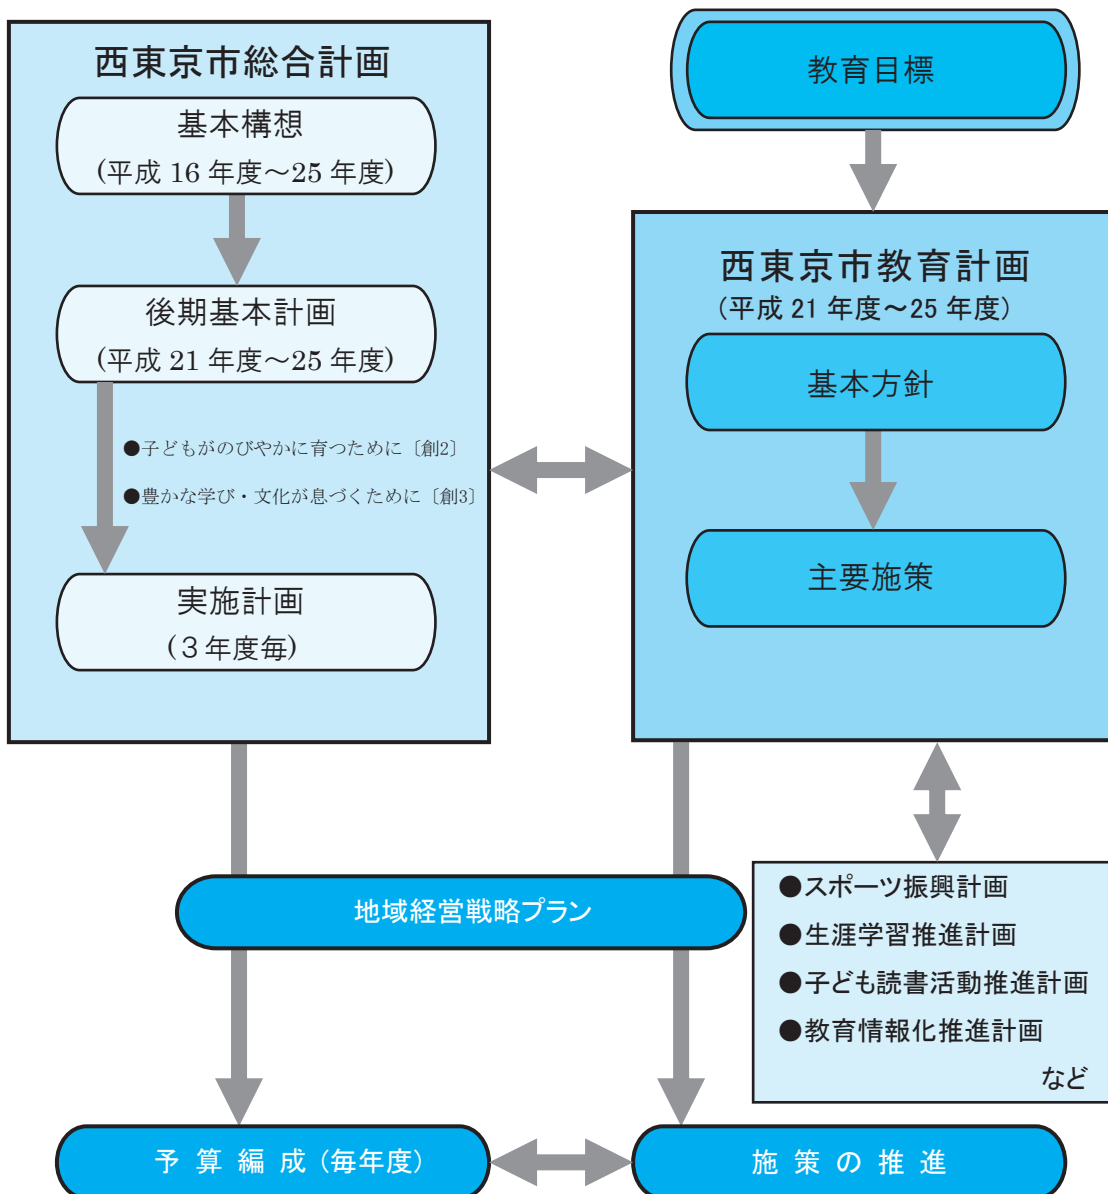 西東京市総合計画
基本構想
(平成 16 年度～25 年度)
後期基本計画
(平成 21 年度～25 年度)
●子どもがのびやかに育つために〔創2〕
●豊かな学び・文化が息づくために〔創3〕
実施計画
(３年度毎)
教育目標
西東京市教育計画
(平成 21 年度～25 年度)
基本方針
主要施策
地域経営戦略プラン
●スポーツ振興計画
●生涯学習推進計画
●子ども読書活動推進計画
●教育情報化推進計画
など
予 算 編 成 (毎年度)
施 策 の 推 進